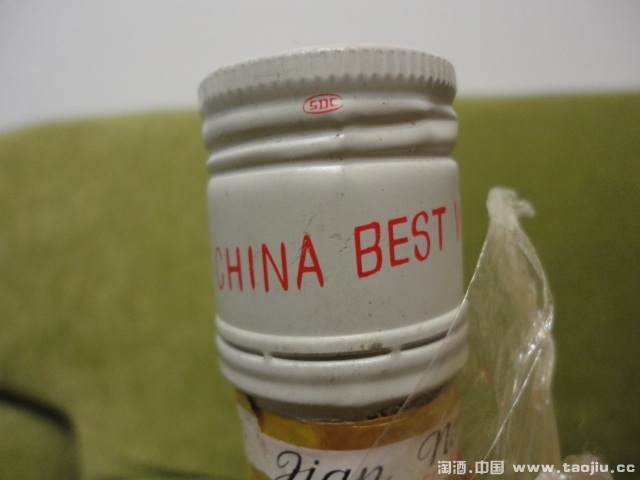 SDC
CHINA BEST
Jian N
淘酒.中国 www.taojiu.cc